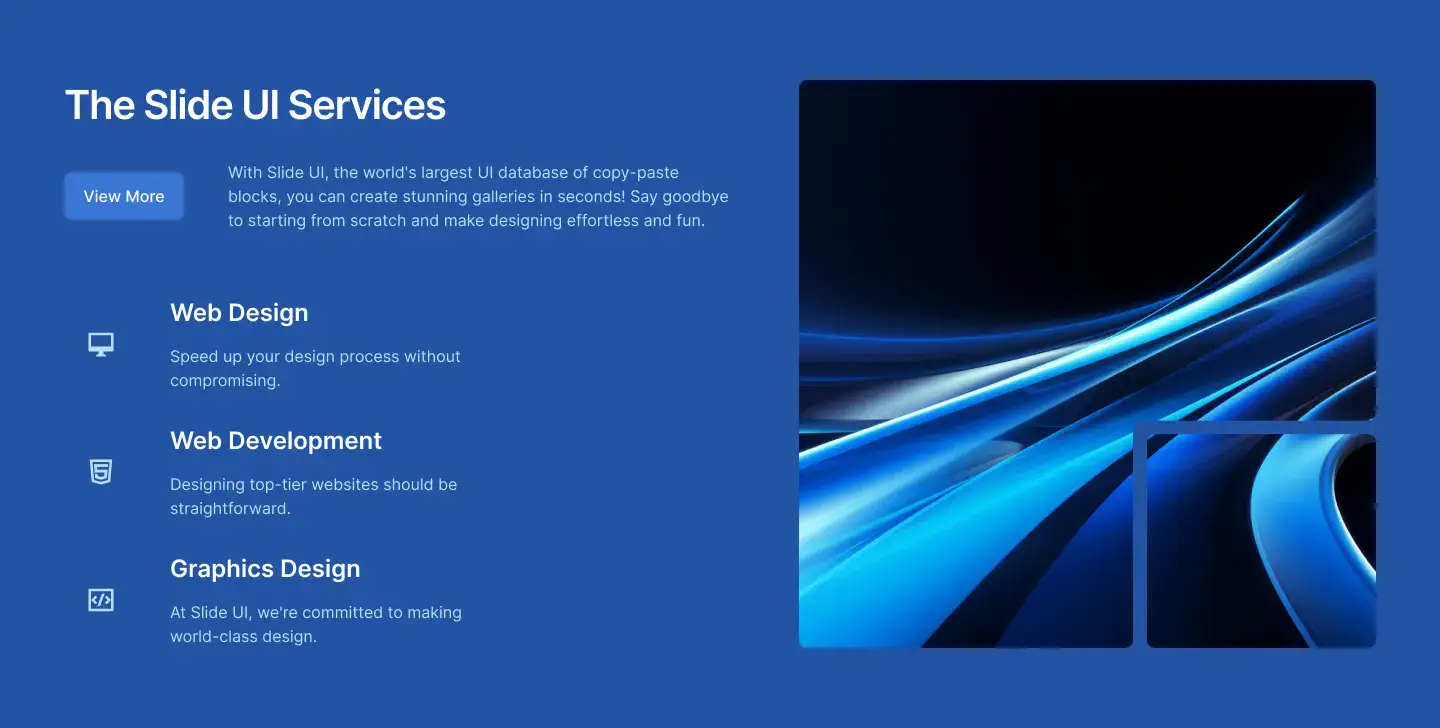 The Slide UI Services
View More
With Slide UI, the world's largest UI database of copy-paste
blocks, you can create stunning galleries in seconds! Say goodbye
to starting from scratch and make designing effortless and fun.
Web Design
Speed up your design process without
compromising.
Web Development
Designing top-tier websites should be
straightforward.
Graphics Design
At Slide UI, we're committed to making
world-class design.